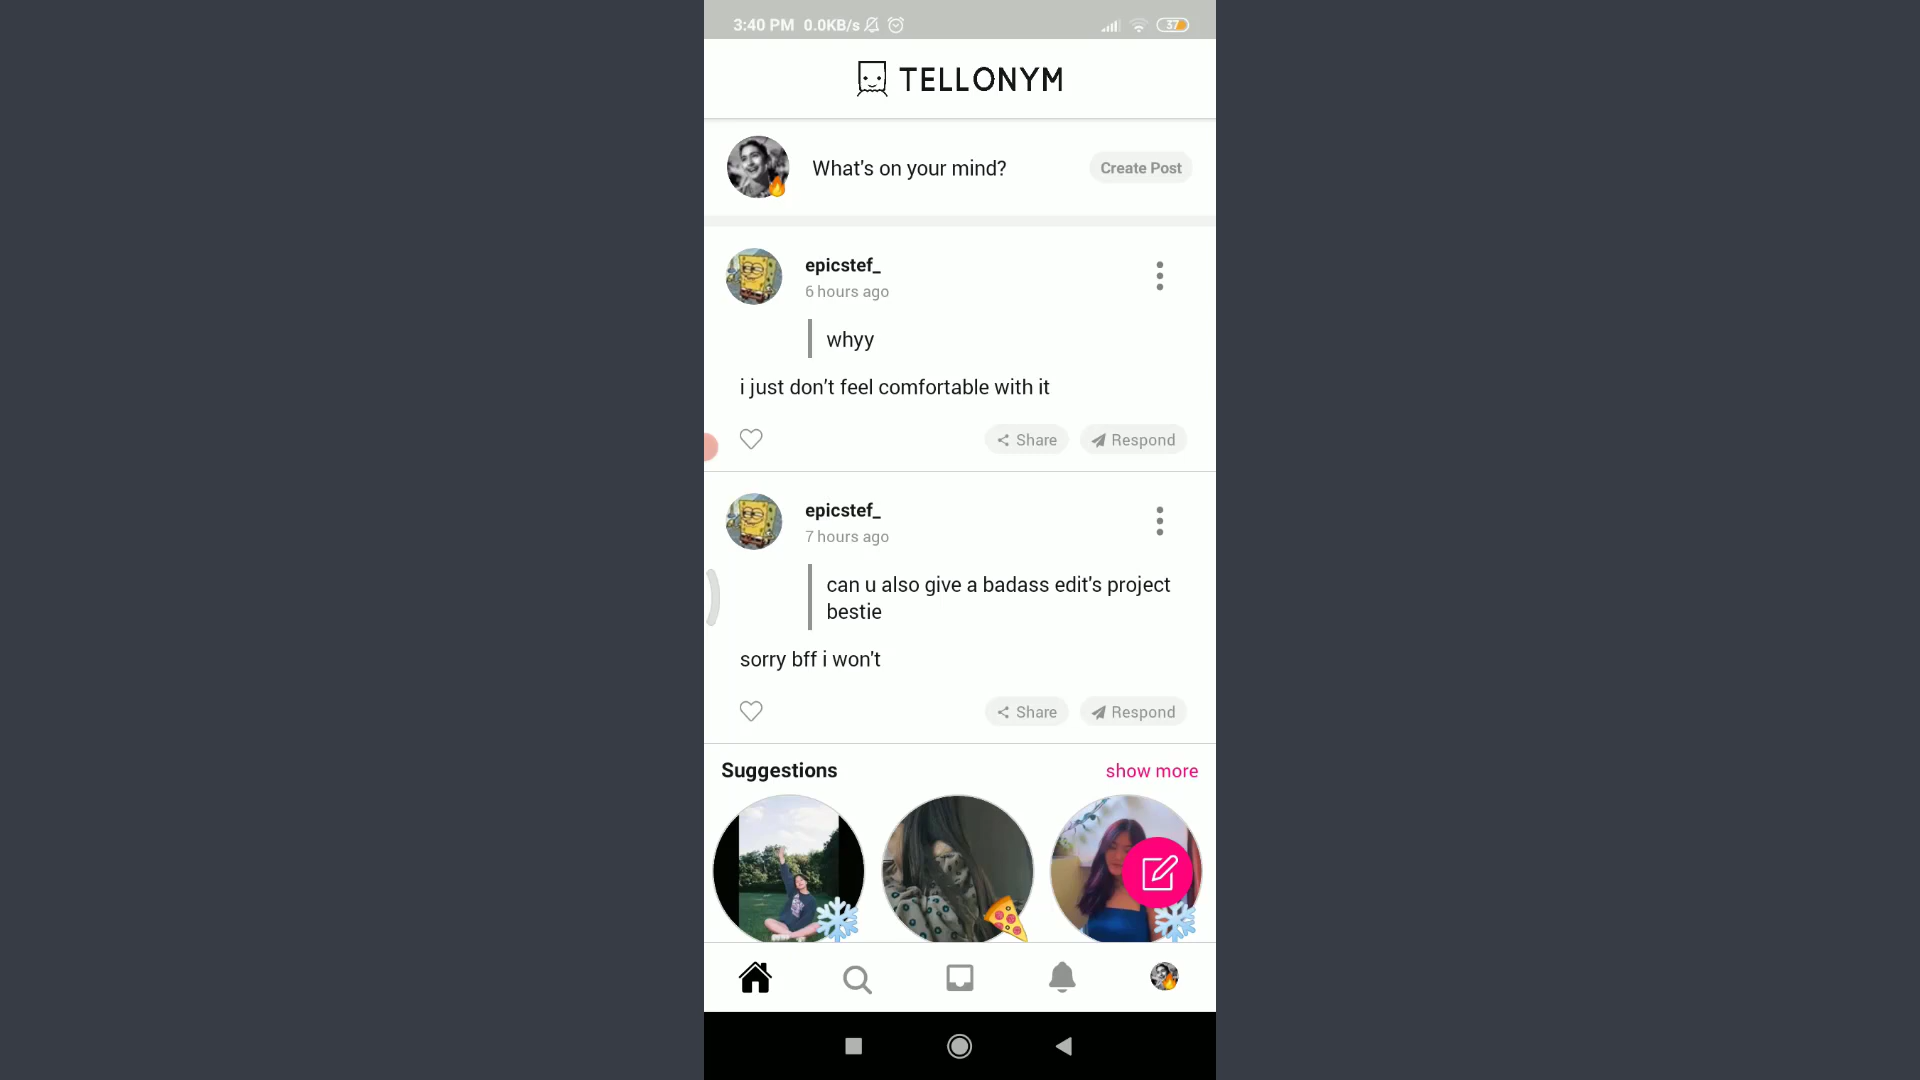 3:40 PM 0.0KB/s
37
TELLONYM
What's on your mind?
Create Post
epicstef_
6 hours ago
whyy
i just don’t feel comfortable with it
Share
Respond
epicstef_
7 hours ago
can u also give a badass edit's project
bestie
sorry bff i won't
Share
Respond
Suggestions
show more